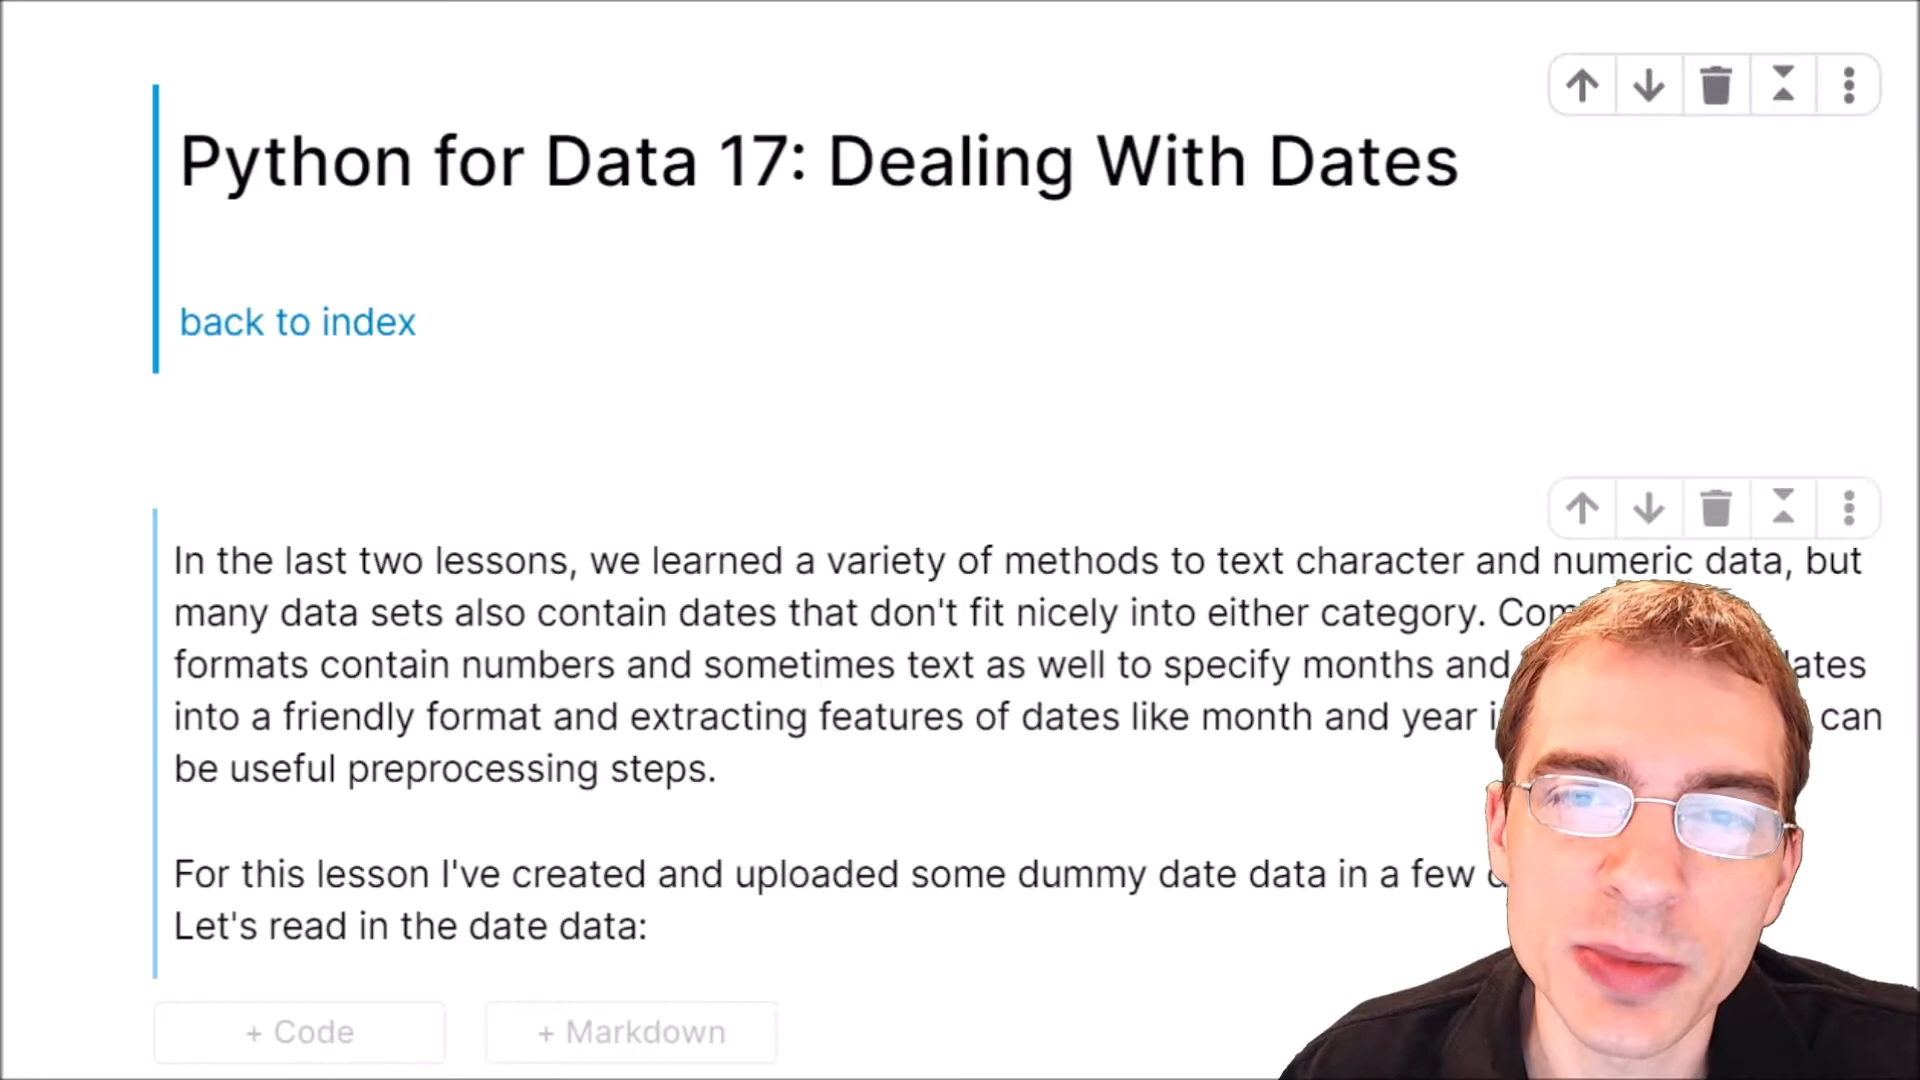 Python for Data 17: Dealing With Dates
back to index
In the last two lessons, we learned a variety of methods to text character and numeric data, but
many data sets also contain dates that don't fit nicely into either category.
formats contain numbers and sometimes text as well to specify months and
into a friendly format and extracting features of dates like month and year can
be useful preprocessing steps.
For this lesson I've created and uploaded some dummy date data in a few
Let's read in the date data:
+ Code
+ Markdown